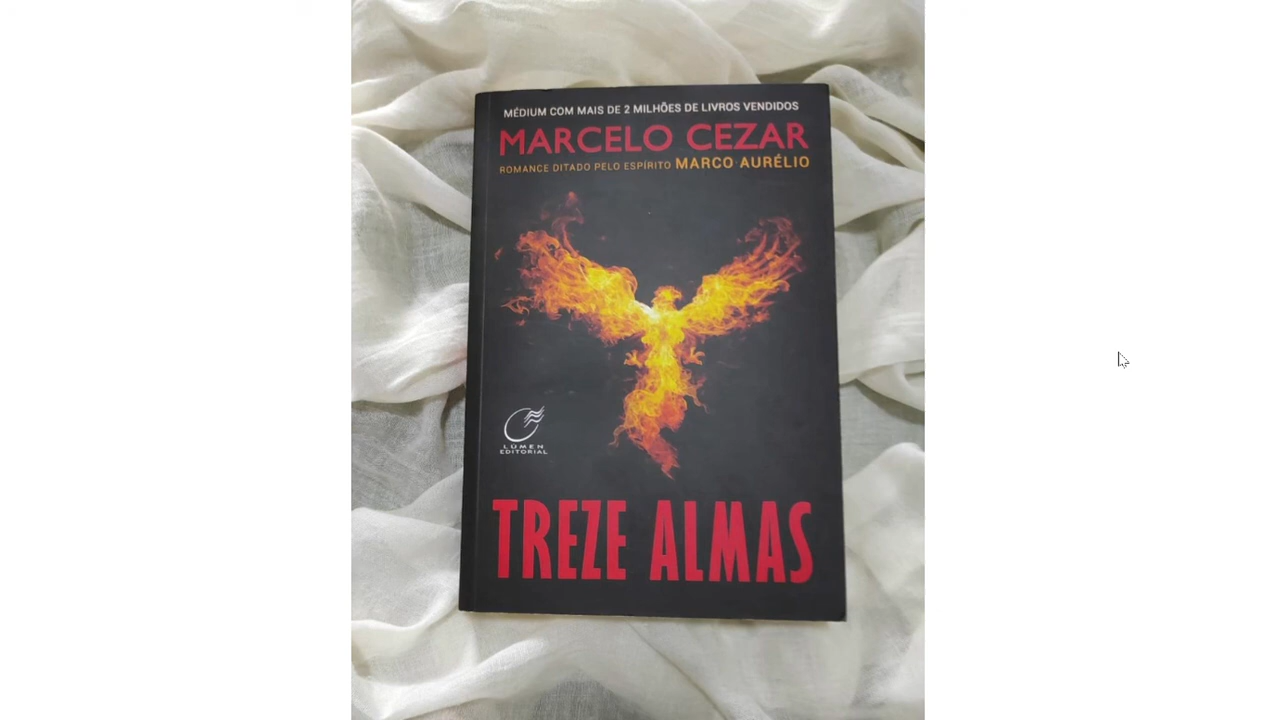 MÉDIUM COM MAIS DE 2 MILHÕES DE LIVROS VENDIDOS
MARCELO CEZAR
ROMANCE DITADO PELO ESPÍRITO MARCO AURÉLIO
LÚMEN
EDITORIAL
TREZE ALMAS